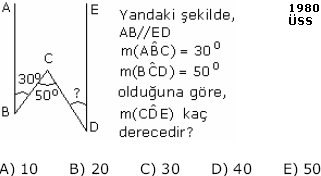 A
E
1980
ÜSS
Yandaki şekilde,
AB//ED
m(AB̂C) = 30⁰
m(BĈD) = 50⁰
olduğuna göre,
m(CD̂E) kaç
derecedir?
C
30⁰
50⁰
?
B
D
A) 10 B) 20 C) 30 D) 40 E) 50